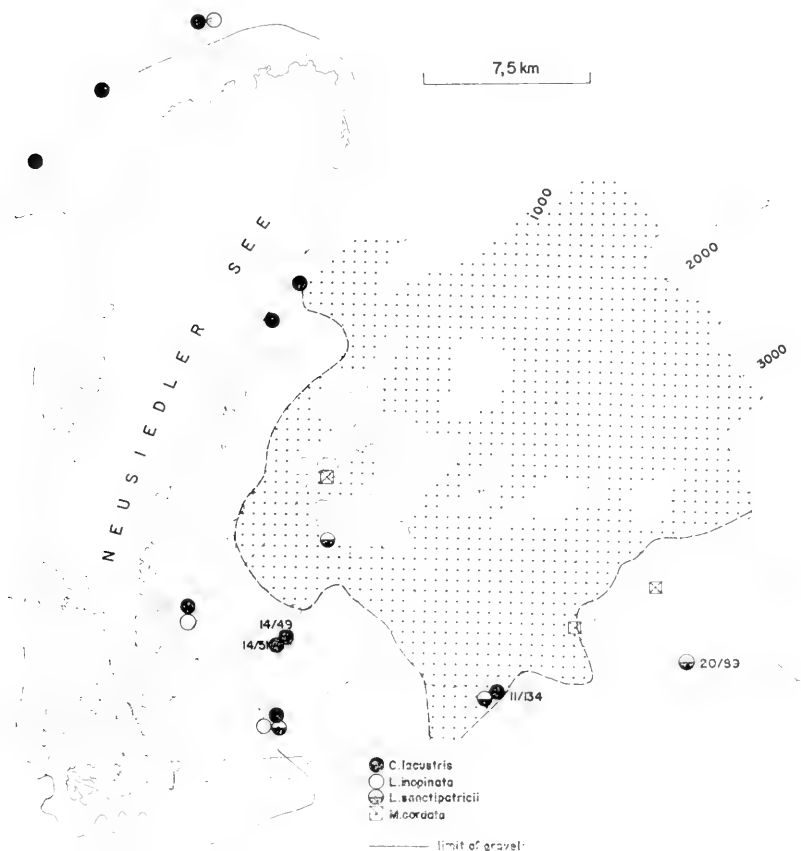 7,5 km
1000
2000
3000
NEUSIEDLER SEE
14/49
14/51
20/99
11/134
C. lacustris
L. inopinata
L. sanctipatricii
M. cordata
limit of gravel